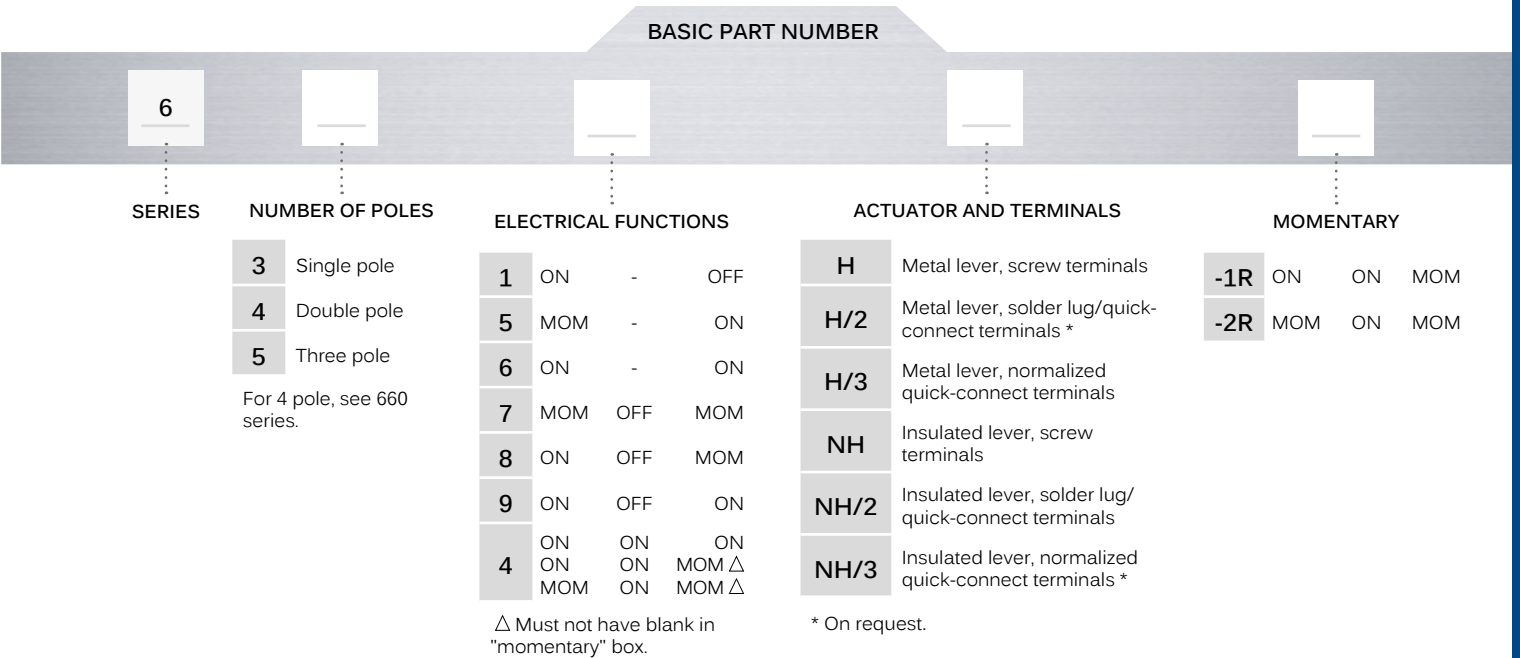 BASIC PART NUMBER
6
SERIES
NUMBER OF POLES
3 Single pole
4 Double pole
5 Three pole
For 4 pole, see 660
series.
ELECTRICAL FUNCTIONS
1 ON - OFF
5 MOM - ON
6 ON - ON
7 MOM OFF MOM
8 ON OFF MOM
9 ON OFF ON
4 ON ON ON
ON ON MOM △
MOM ON MOM △
△ Must not have blank in
"momentary" box.
ACTUATOR AND TERMINALS
H Metal lever, screw terminals
H/2 Metal lever, solder lug/quick-
connect terminals *
H/3 Metal lever, normalized
quick-connect terminals
NH Insulated lever, screw
terminals
NH/2 Insulated lever, solder lug/
quick-connect terminals
NH/3 Insulated lever, normalized
quick-connect terminals *
* On request.
MOMENTARY
-1R ON ON MOM
-2R MOM ON MOM